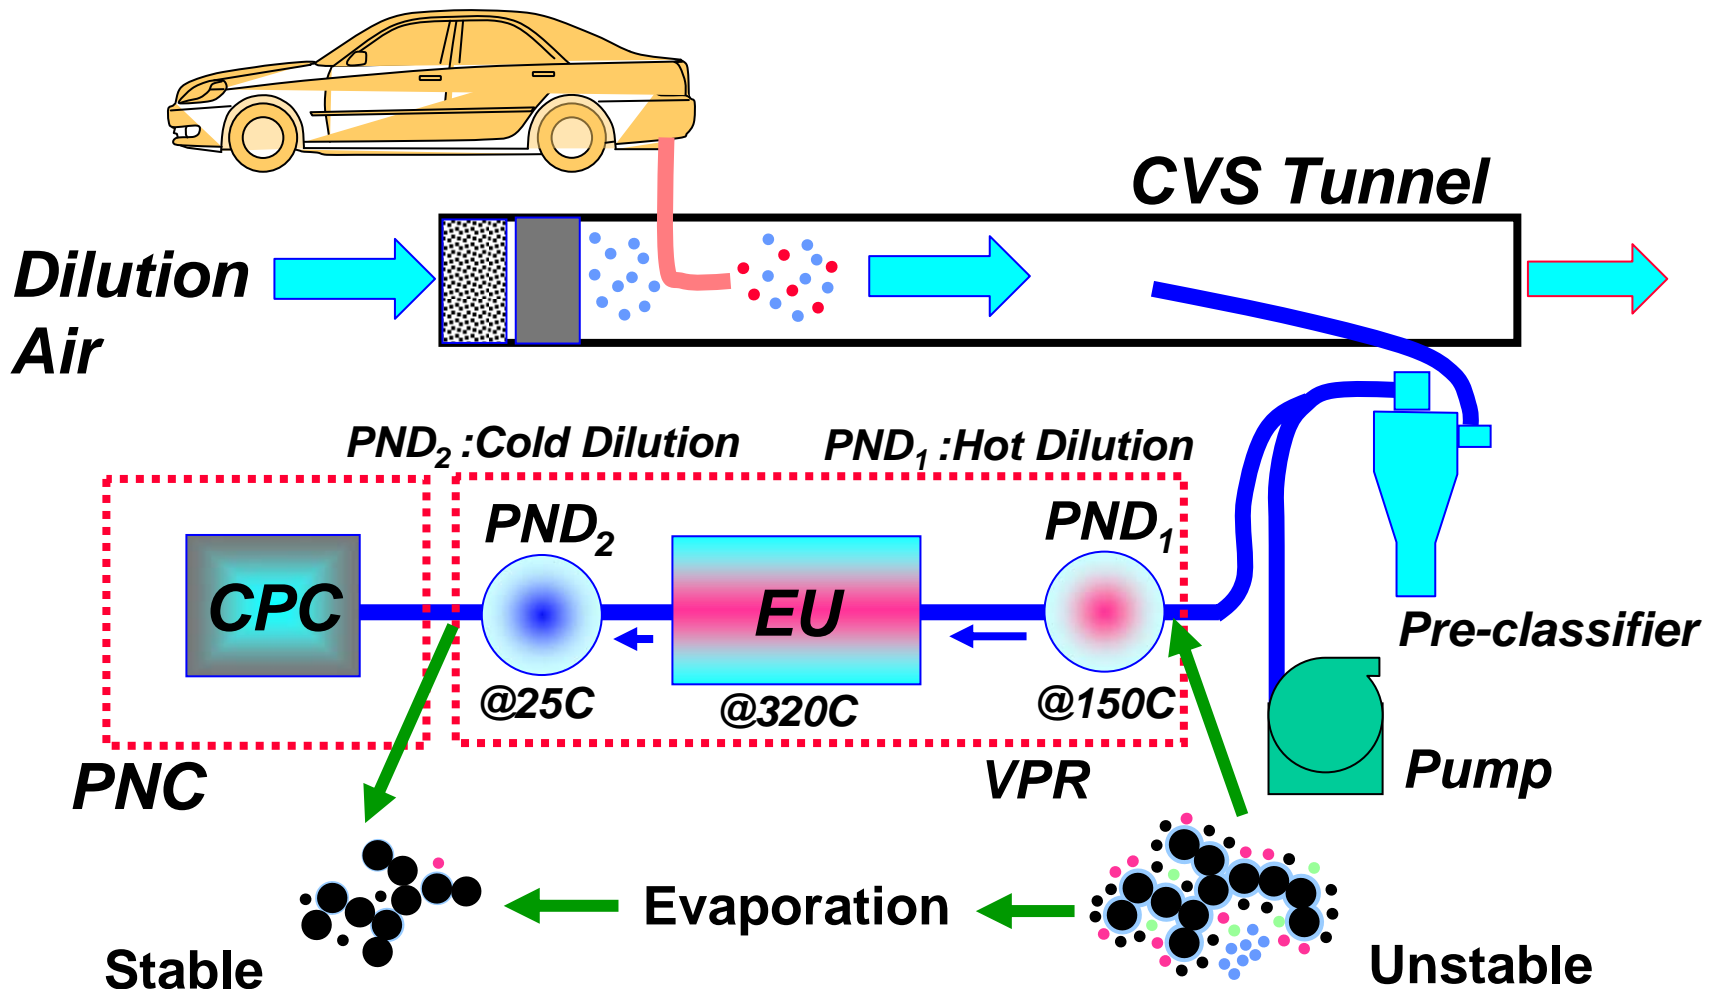 CVS Tunnel
Dilution
Air
PND₂ :Cold Dilution
PND₁ :Hot Dilution
PND₂
PND₁
CPC
EU
@25C
@320C
@150C
Pre-classifier
PNC
VPR
Pump
Evaporation
Stable
Unstable